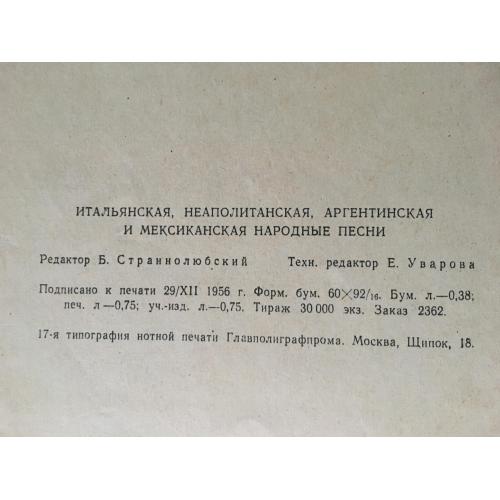 ИТАЛЬЯНСКАЯ, НЕАПОЛИТАНСКАЯ, АРГЕНТИНСКАЯ
И МЕКСИКАНСКАЯ НАРОДНЫЕ ПЕСНИ
Редактор Б. Страннолюбский Техн. редактор Е. Уварова
Подписано к печати 29/XII 1956 г. Форм. бум. 60×92/16. Бум. л.—0,38;
печ. л —0,75; уч.-изд. л.—0,75. Тираж 30 000 экз. Заказ 2362.
17-я типография нотной печати Главполиграфпрома. Москва, Щипок, 18.